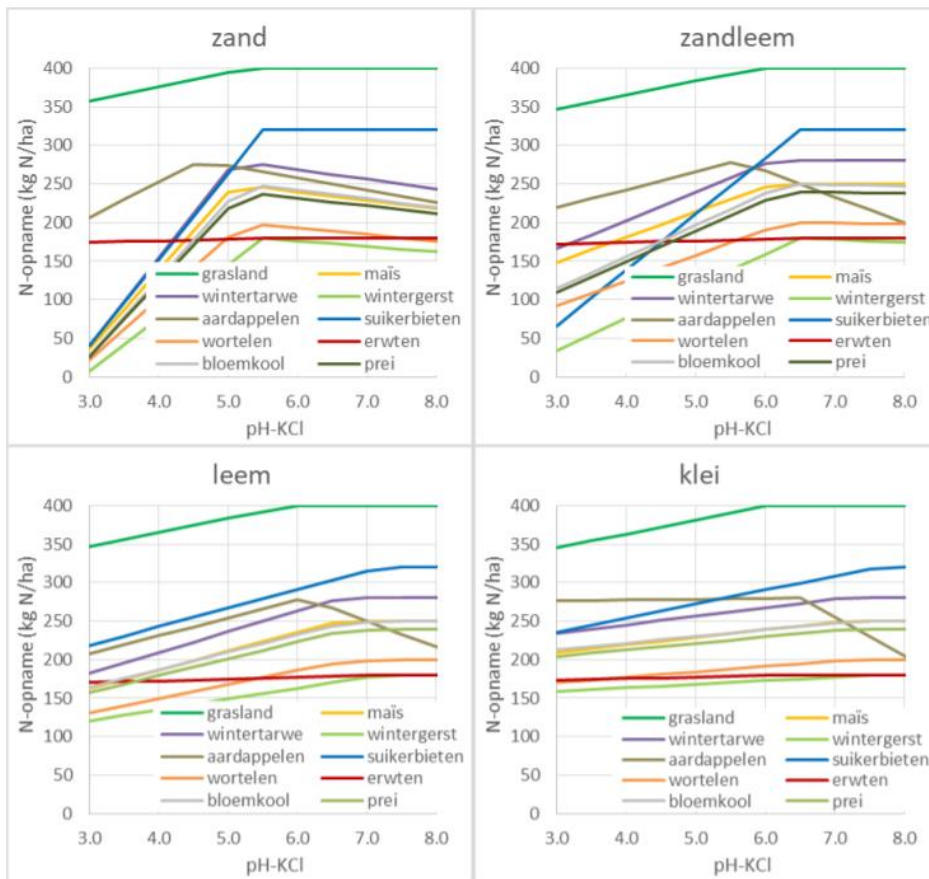 zand
400
350
300
250
200
150
100
50
0
N-opname (kg N/ha)
grasland maïs
wintertarwe wintergerst
aardappelen suikerbieten
wortelen erwten
bloemkool prei
3.0 4.0 5.0 6.0 7.0 8.0
pH-KCl
zandleem
400
350
300
250
200
150
100
50
0
N-opname (kg N/ha)
grasland maïs
wintertarwe wintergerst
aardappelen suikerbieten
wortelen erwten
bloemkool prei
3.0 4.0 5.0 6.0 7.0 8.0
pH-KCl
leem
400
350
300
250
200
150
100
50
0
N-opname (kg N/ha)
grasland maïs
wintertarwe wintergerst
aardappelen suikerbieten
wortelen erwten
bloemkool prei
3.0 4.0 5.0 6.0 7.0 8.0
pH-KCl
klei
400
350
300
250
200
150
100
50
0
N-opname (kg N/ha)
grasland maïs
wintertarwe wintergerst
aardappelen suikerbieten
wortelen erwten
bloemkool prei
3.0 4.0 5.0 6.0 7.0 8.0
pH-KCl